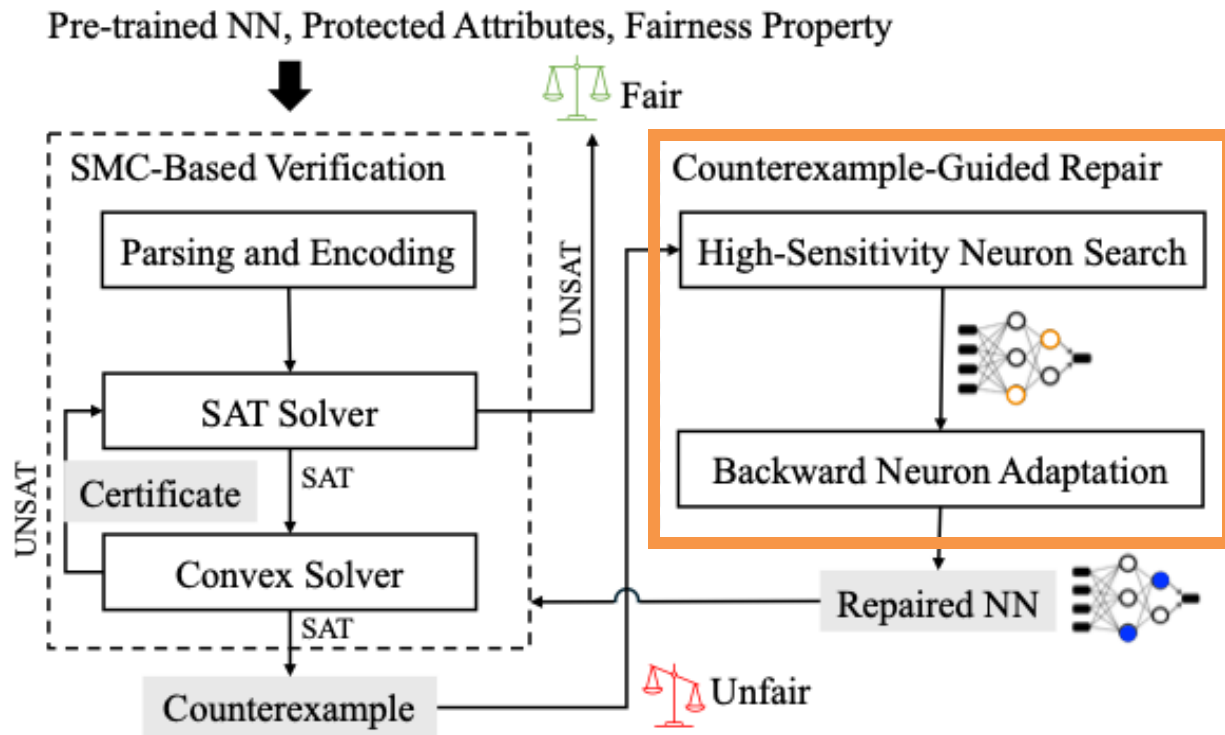 Pre-trained NN, Protected Attributes, Fairness Property
Fair
SMC-Based Verification
Parsing and Encoding
UNSAT
SAT Solver
Certificate
SAT
UNSAT
Convex Solver
SAT
Counterexample
Unfair
Counterexample-Guided Repair
High-Sensitivity Neuron Search
Backward Neuron Adaptation
Repaired NN